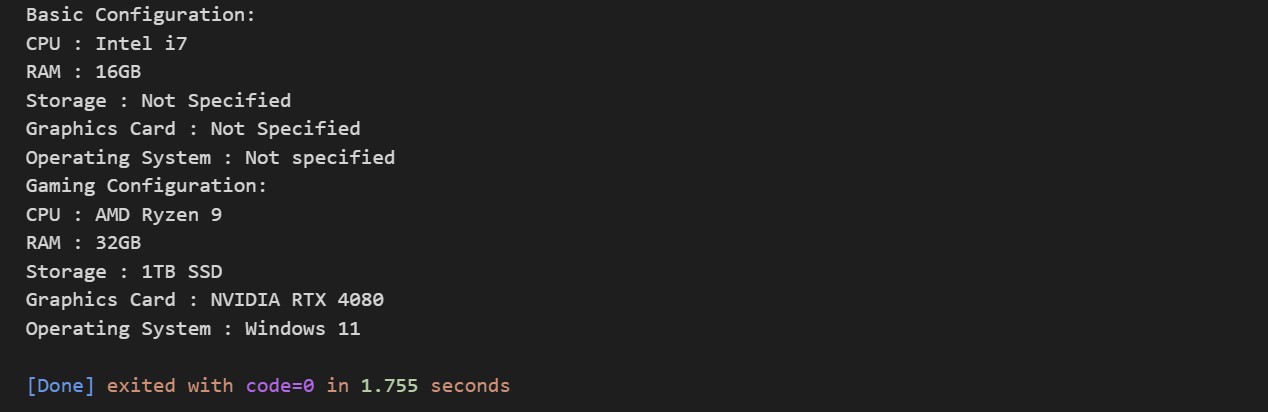 Basic Configuration:
CPU : Intel i7
RAM : 16GB
Storage : Not Specified
Graphics Card : Not Specified
Operating System : Not specified
Gaming Configuration:
CPU : AMD Ryzen 9
RAM : 32GB
Storage : 1TB SSD
Graphics Card : NVIDIA RTX 4080
Operating System : Windows 11
[Done] exited with code=0 in 1.755 seconds